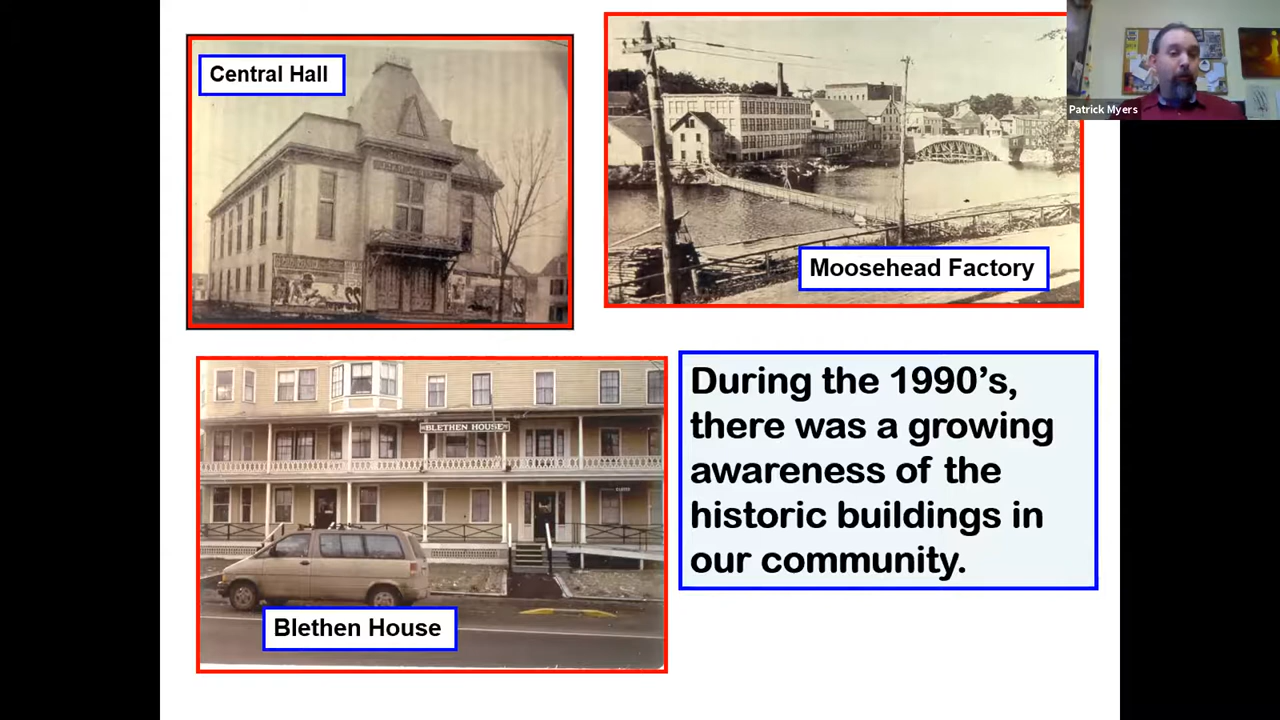 Central Hall
Patrick Myers
Moosehead Factory
BLETHEN HOUSE
Blethen House
During the 1990's,
there was a growing
awareness of the
historic buildings in
our community.